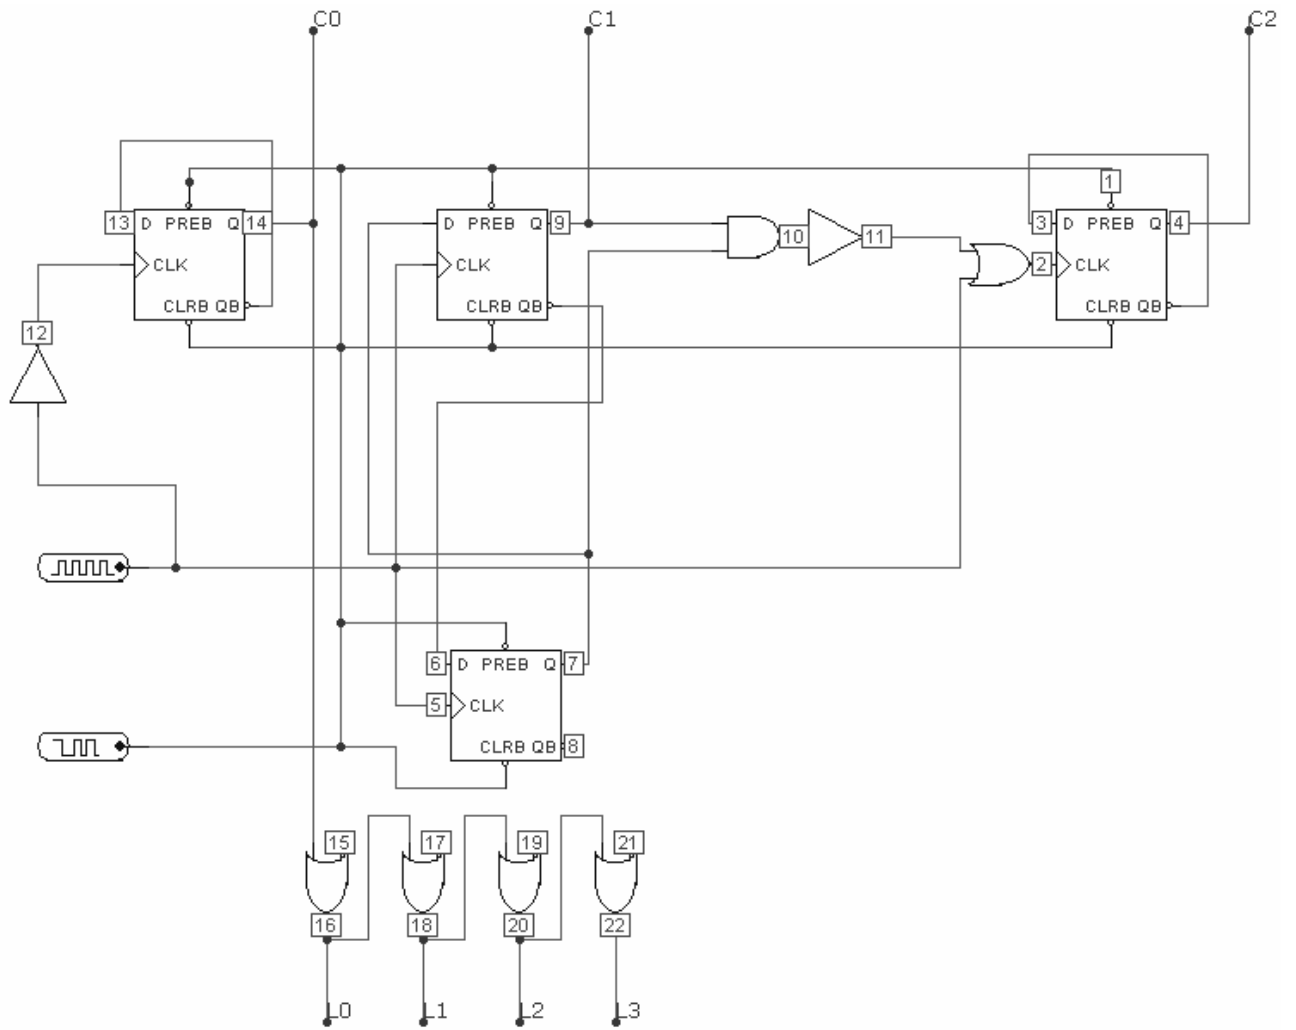 C0 C1 C2
1
13 D PREB Q 14 D PREB Q 9 10 11 3 D PREB Q 4
CLK CLK 2 CLK
CLRB QB CLRB QB CLRB QB
12
6 D PREB Q 7
5 CLK
CLRB QB 8
15 17 19 21
16 18 20 22
L0 L1 L2 L3